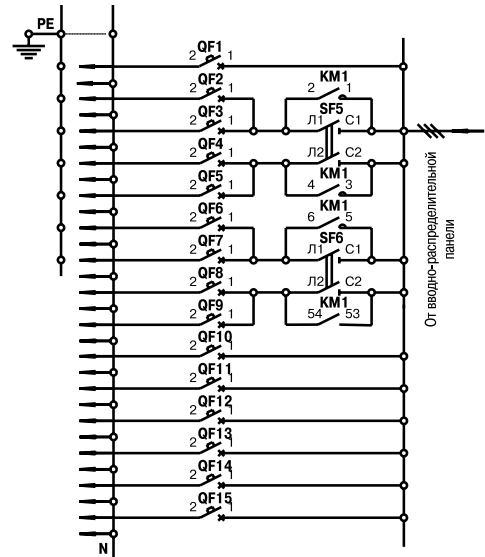 PE
QF1
2 1
QF2
2 1
KM1
2 1
QF3
2 1
SF5
Л1 С1
QF4
2 1
Л2 С2
KM1
QF5
2 1
4 3
KM1
QF6
2 1
6 5
SF6
QF7
2 1
Л1 С1
QF8
2 1
Л2 С2
KM1
QF9
2 1
54 53
QF10
2 1
QF11
2 1
QF12
2 1
QF13
2 1
QF14
2 1
QF15
2 1
N
От вводно-распределительной
панели